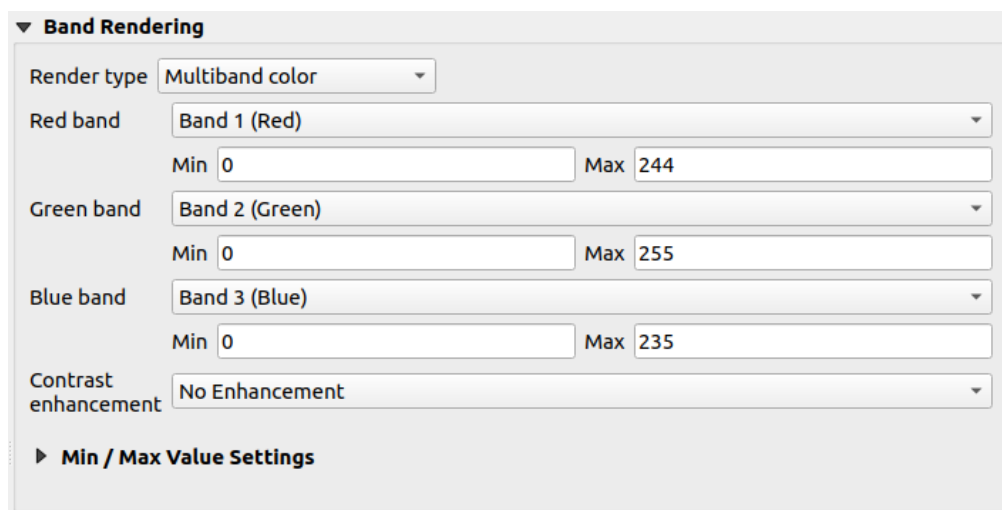 Band Rendering
Render type Multiband color
Red band Band 1 (Red)
Min 0 Max 244
Green band Band 2 (Green)
Min 0 Max 255
Blue band Band 3 (Blue)
Min 0 Max 235
Contrast
enhancement No Enhancement
Min / Max Value Settings